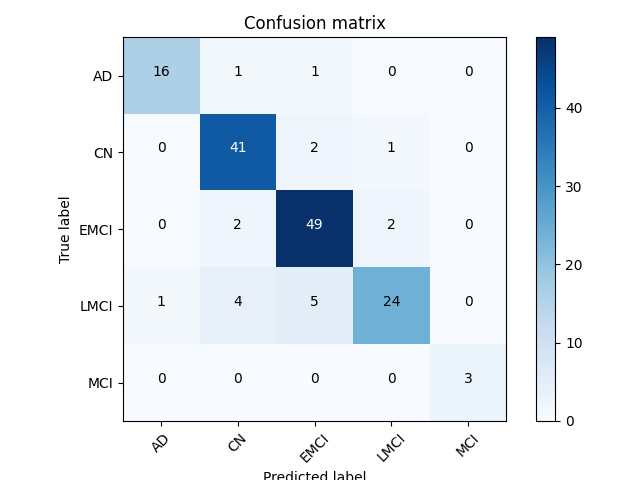 Confusion matrix
AD 16 1 1 0 0
CN 0 41 2 1 0
EMCI 0 2 49 2 0
LMCI 1 4 5 24 0
MCI 0 0 0 0 3
AD CN EMCI LMCI MCI
True label
Predicted label
40
30
20
10
0